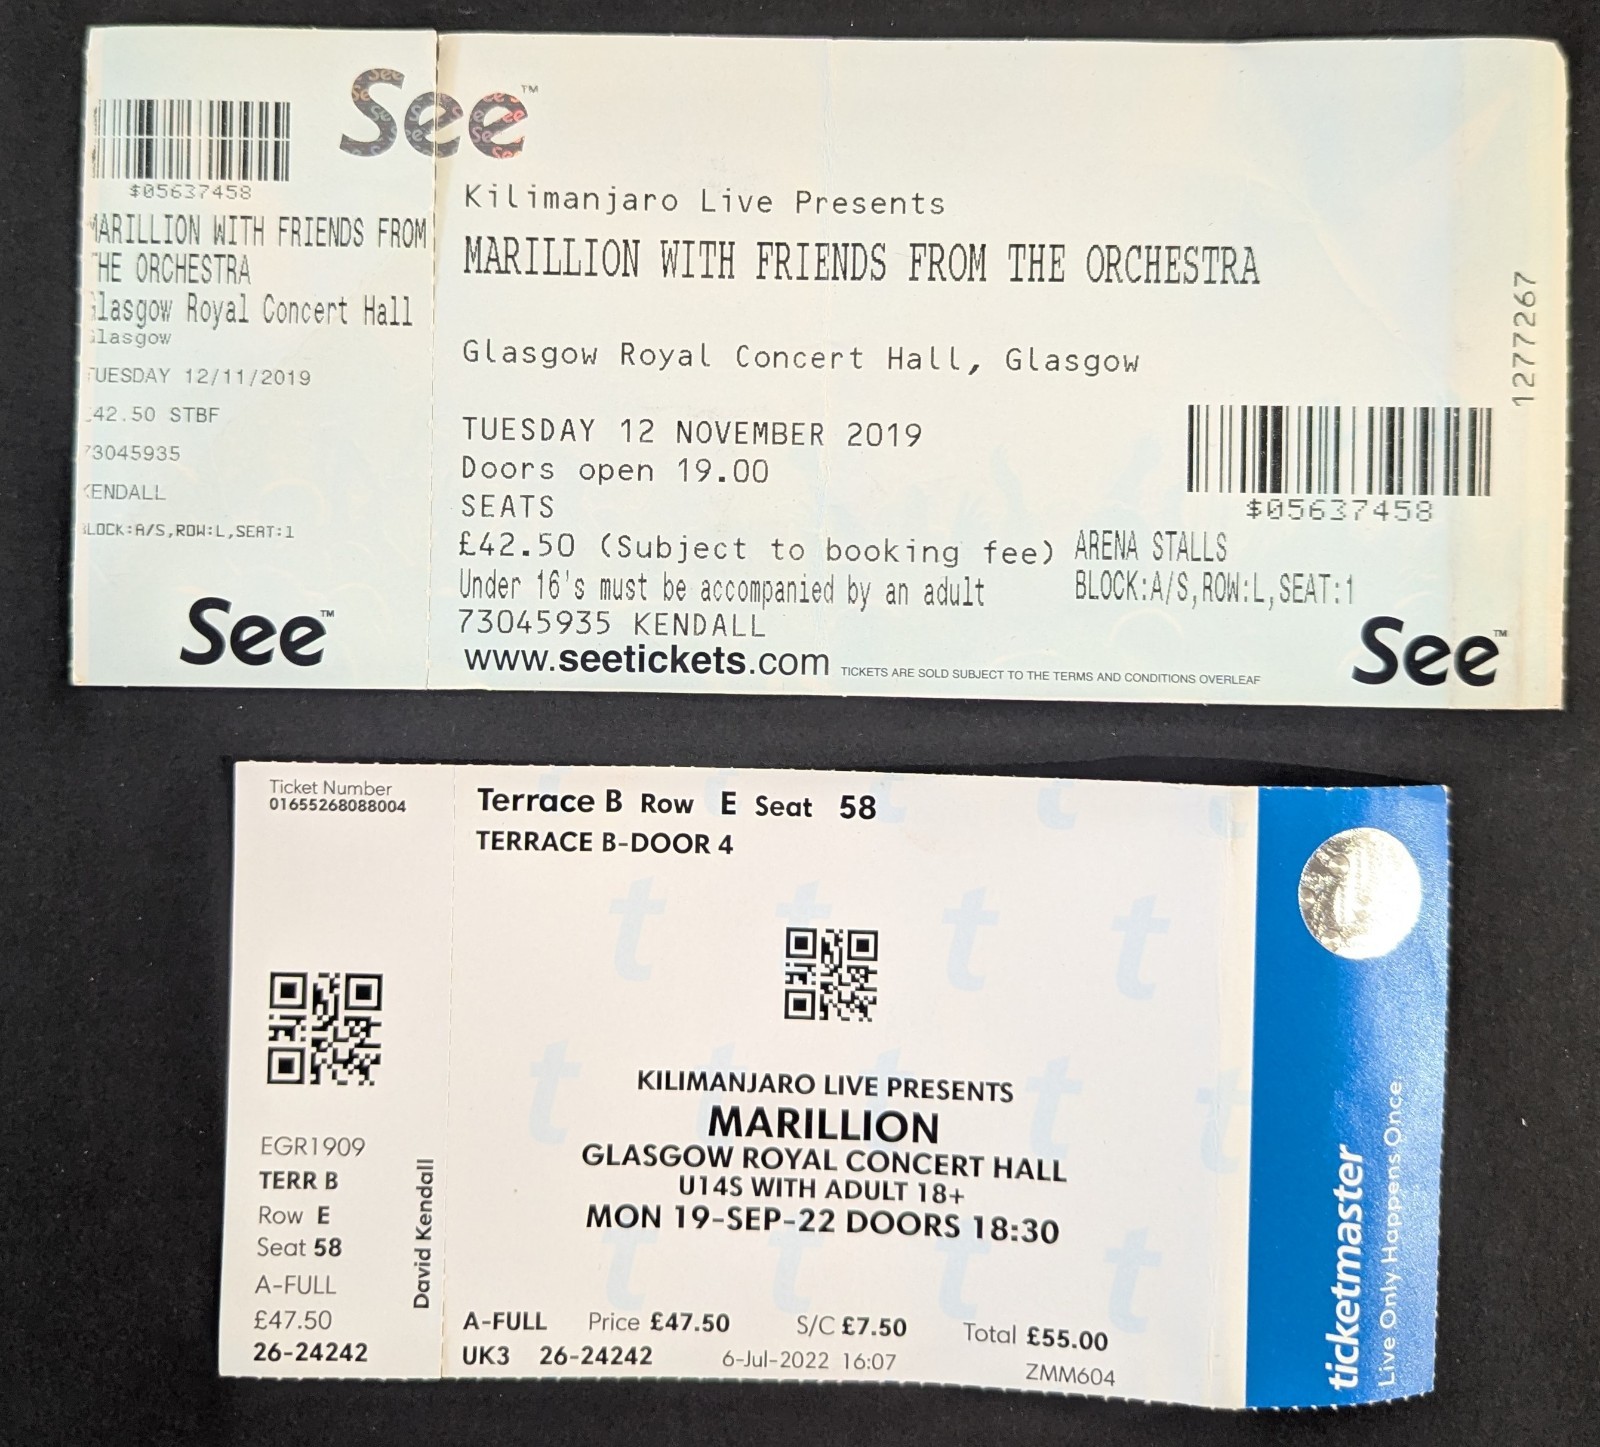 See™
$05637458
MARILLION WITH FRIENDS FROM
THE ORCHESTRA
Glasgow Royal Concert Hall
Glasgow
TUESDAY 12/11/2019
£42.50 STBF
73045935
KENDALL
BLOCK:A/S,ROW:L,SEAT:1
See™
Kilimanjaro Live Presents
MARILLION WITH FRIENDS FROM THE ORCHESTRA
Glasgow Royal Concert Hall, Glasgow
TUESDAY 12 NOVEMBER 2019
Doors open 19.00
SEATS
£42.50 (Subject to booking fee)
Under 16's must be accompanied by an adult
73045935 KENDALL
www.seetickets.com
TICKETS ARE SOLD SUBJECT TO THE TERMS AND CONDITIONS OVERLEAF
1277267
$05637458
ARENA STALLS
BLOCK:A/S,ROW:L,SEAT:1
See™
Ticket Number
01655268088004
EGR1909
TERR B
Row E
Seat 58
A-FULL
£47.50
26-24242
David Kendall
Terrace B Row E Seat 58
TERRACE B-DOOR 4
KILIMANJARO LIVE PRESENTS
MARILLION
GLASGOW ROYAL CONCERT HALL
U14S WITH ADULT 18+
MON 19-SEP-22 DOORS 18:30
A-FULL Price £47.50 S/C £7.50 Total £55.00
UK3 26-24242 6-Jul-2022 16:07 ZMM604
ticketmaster
Live Only Happens Once.